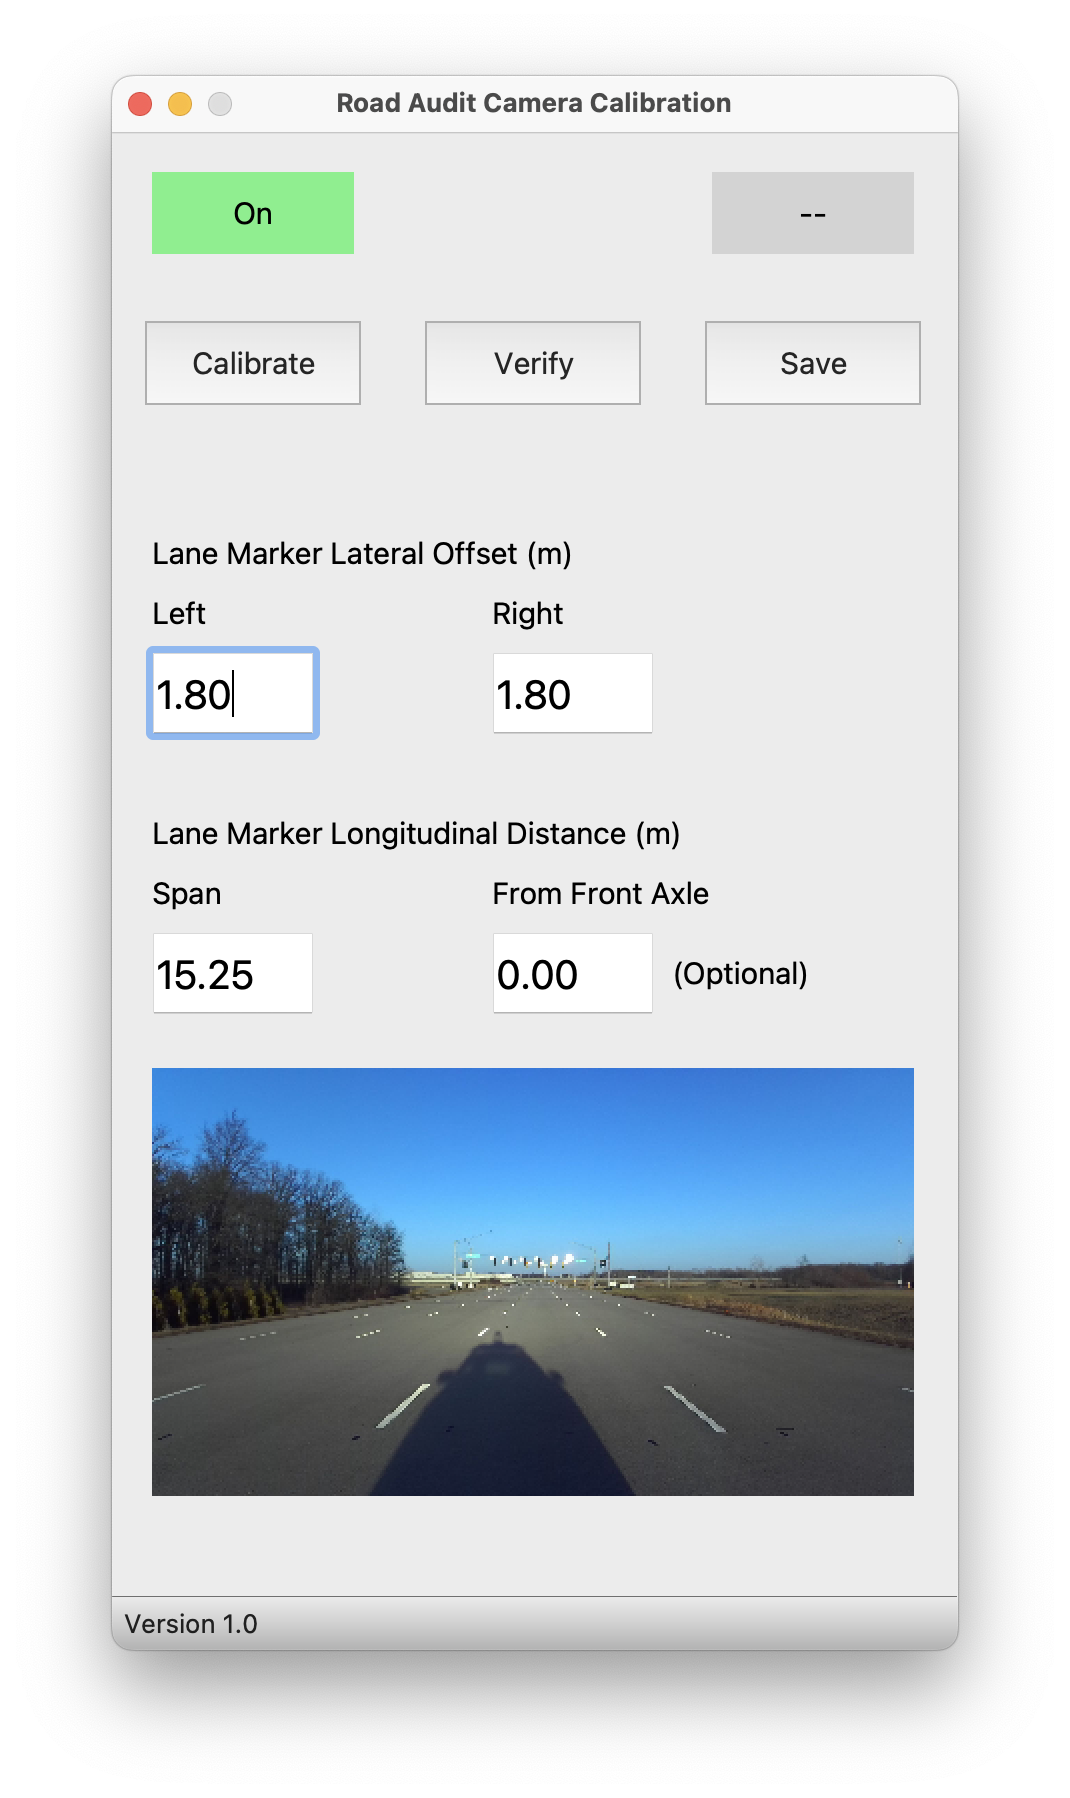 Road Audit Camera Calibration
On
--
Calibrate
Verify
Save
Lane Marker Lateral Offset (m)
Left
Right
1.80
1.80
Lane Marker Longitudinal Distance (m)
Span
From Front Axle
15.25
0.00
(Optional)
Version 1.0